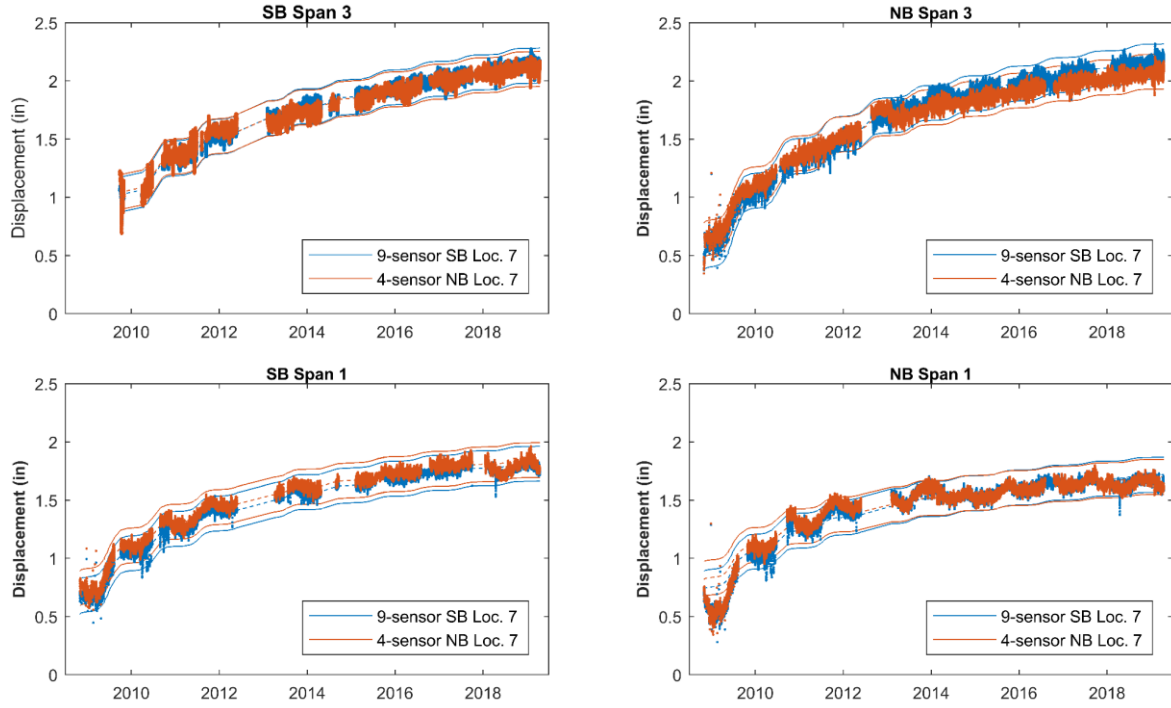 SB Span 3
2.5
2
1.5
1
0.5
0
Displacement (in)
9-sensor SB Loc. 7
4-sensor NB Loc. 7
2010 2012 2014 2016 2018
NB Span 3
2.5
2
1.5
1
0.5
0
Displacement (in)
9-sensor SB Loc. 7
4-sensor NB Loc. 7
2010 2012 2014 2016 2018
SB Span 1
2.5
2
1.5
1
0.5
0
Displacement (in)
9-sensor SB Loc. 7
4-sensor NB Loc. 7
2010 2012 2014 2016 2018
NB Span 1
2.5
2
1.5
1
0.5
0
Displacement (in)
9-sensor SB Loc. 7
4-sensor NB Loc. 7
2010 2012 2014 2016 2018